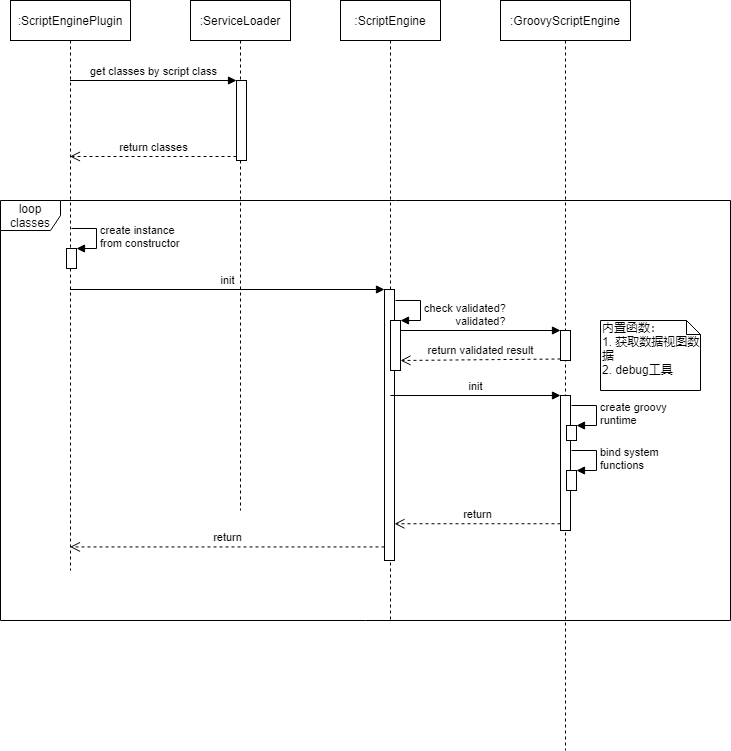 :ScriptEnginePlugin
:ServiceLoader
:ScriptEngine
:GroovyScriptEngine
get classes by script class
return classes
loop
classes
create instance
from constructor
init
check validated?
validated?
return validated result
内置函数：
1. 获取数据视图数
据
2. debug工具
init
create groovy
runtime
bind system
functions
return
return